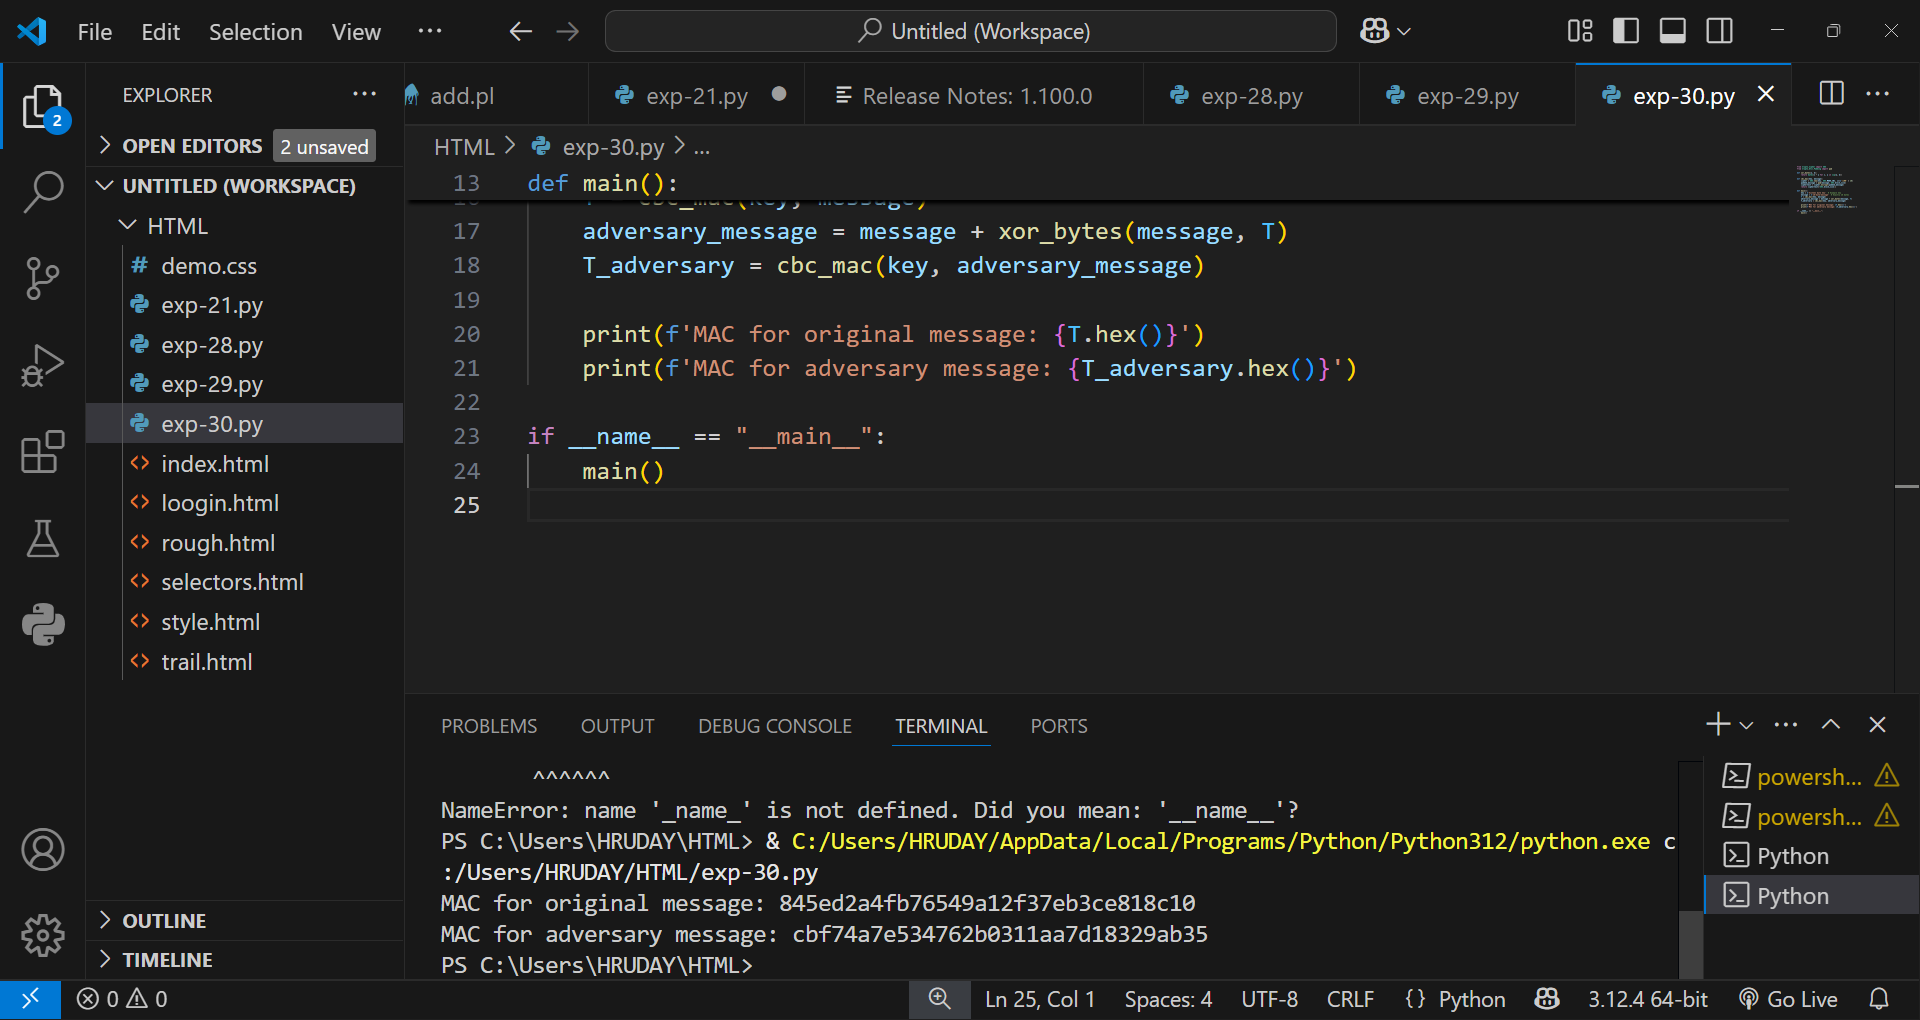 File Edit Selection View ··· Untitled (Workspace)
EXPLORER ···
add.pl exp-21.py Release Notes: 1.100.0 exp-28.py exp-29.py exp-30.py
2
OPEN EDITORS 2 unsaved
UNTITLED (WORKSPACE)
HTML
# demo.css
exp-21.py
exp-28.py
exp-29.py
exp-30.py
<> index.html
<> loogin.html
<> rough.html
<> selectors.html
<> style.html
<> trail.html
OUTLINE
TIMELINE
HTML > exp-30.py > ...
13 def main():
cbc_mac(key, message)
17 adversary_message = message + xor_bytes(message, T)
18 T_adversary = cbc_mac(key, adversary_message)
19
20 print(f'MAC for original message: {T.hex()}')
21 print(f'MAC for adversary message: {T_adversary.hex()}')
22
23 if __name__ == "__main__":
24 main()
25
PROBLEMS OUTPUT DEBUG CONSOLE TERMINAL PORTS
^^^^^^
NameError: name '_name_' is not defined. Did you mean: '__name__'?
PS C:\Users\HRUDAY\HTML> & C:/Users/HRUDAY/AppData/Local/Programs/Python/Python312/python.exe c
:/Users/HRUDAY/HTML/exp-30.py
MAC for original message: 845ed2a4fb76549a12f37eb3ce818c10
MAC for adversary message: cbf74a7e534762b0311aa7d18329ab35
PS C:\Users\HRUDAY\HTML>
powersh...
powersh...
Python
Python
0 0 Ln 25, Col 1 Spaces: 4 UTF-8 CRLF {} Python 3.12.4 64-bit Go Live